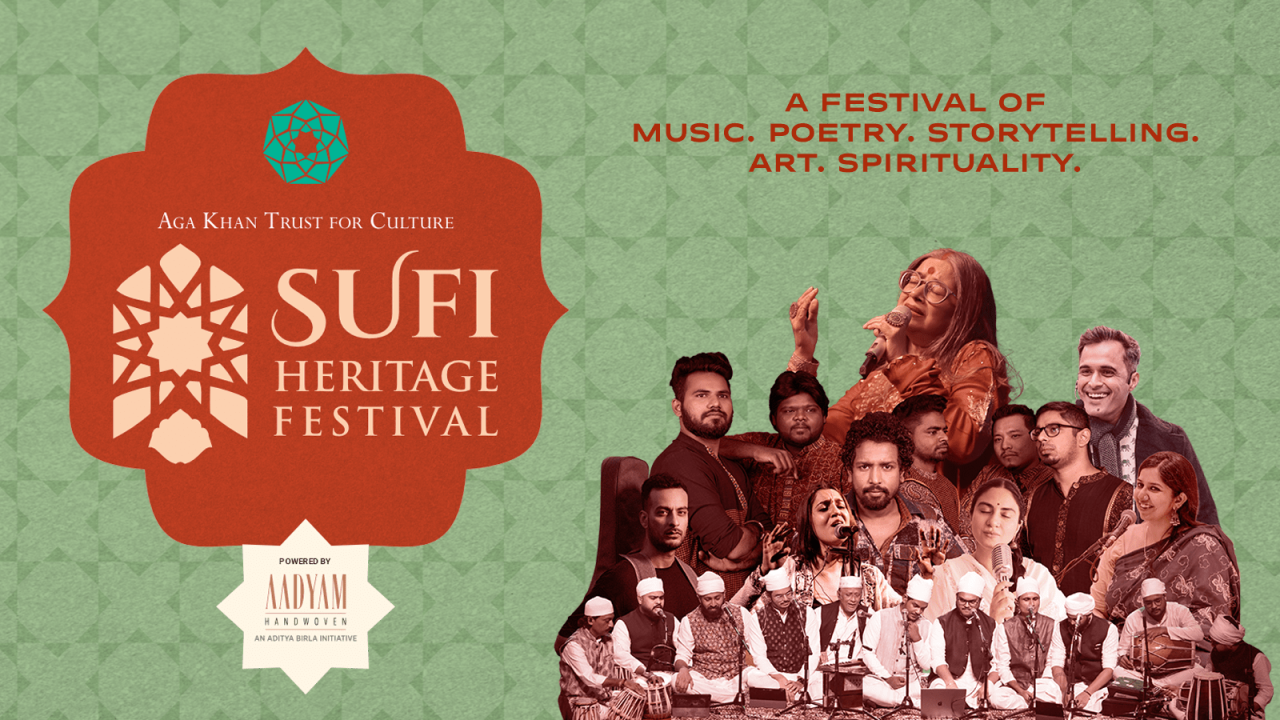 AGA KHAN TRUST FOR CULTURE
SUFI
HERITAGE
FESTIVAL
POWERED BY
AADYAM
HANDWOVEN
AN ADITYA BIRLA INITIATIVE
A FESTIVAL OF
MUSIC. POETRY. STORYTELLING.
ART. SPIRITUALITY.